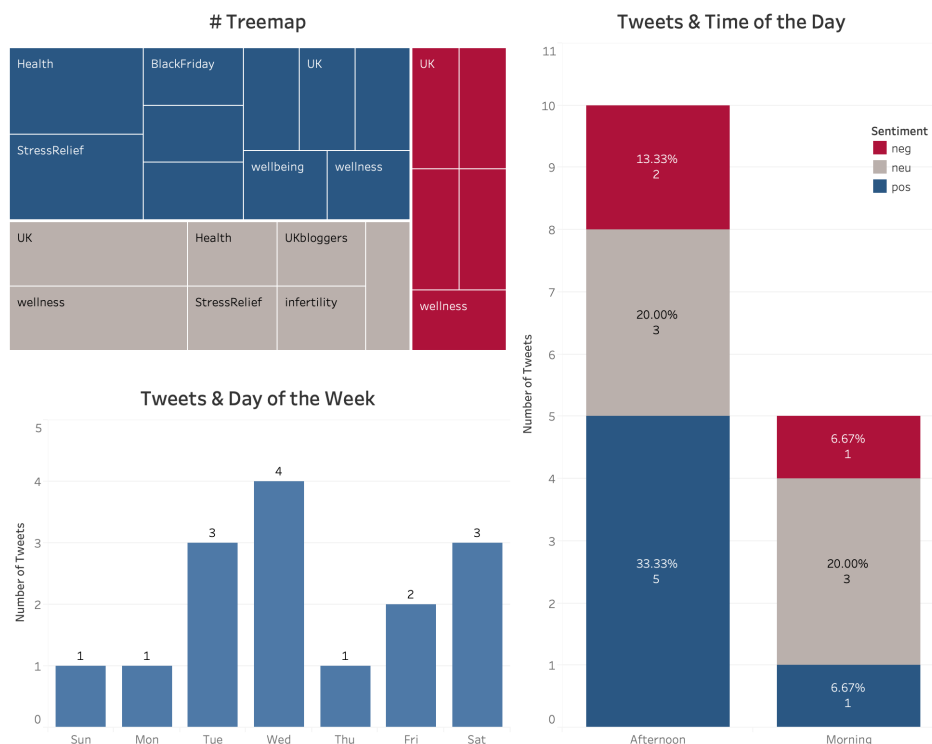 # Treemap
Health
BlackFriday
UK
UK
StressRelief
wellbeing
wellness
UK
Health
UKbloggers
wellness
StressRelief
infertility
wellness
Tweets & Day of the Week
Number of Tweets
5
4
3
2
1
0
1
1
3
4
1
2
3
Sun
Mon
Tue
Wed
Thu
Fri
Sat
Tweets & Time of the Day
Number of Tweets
11
10
9
8
7
6
5
4
3
2
1
0
13.33%
2
20.00%
3
33.33%
5
6.67%
1
20.00%
3
6.67%
1
Afternoon
Morning
Sentiment
neg
neu
pos